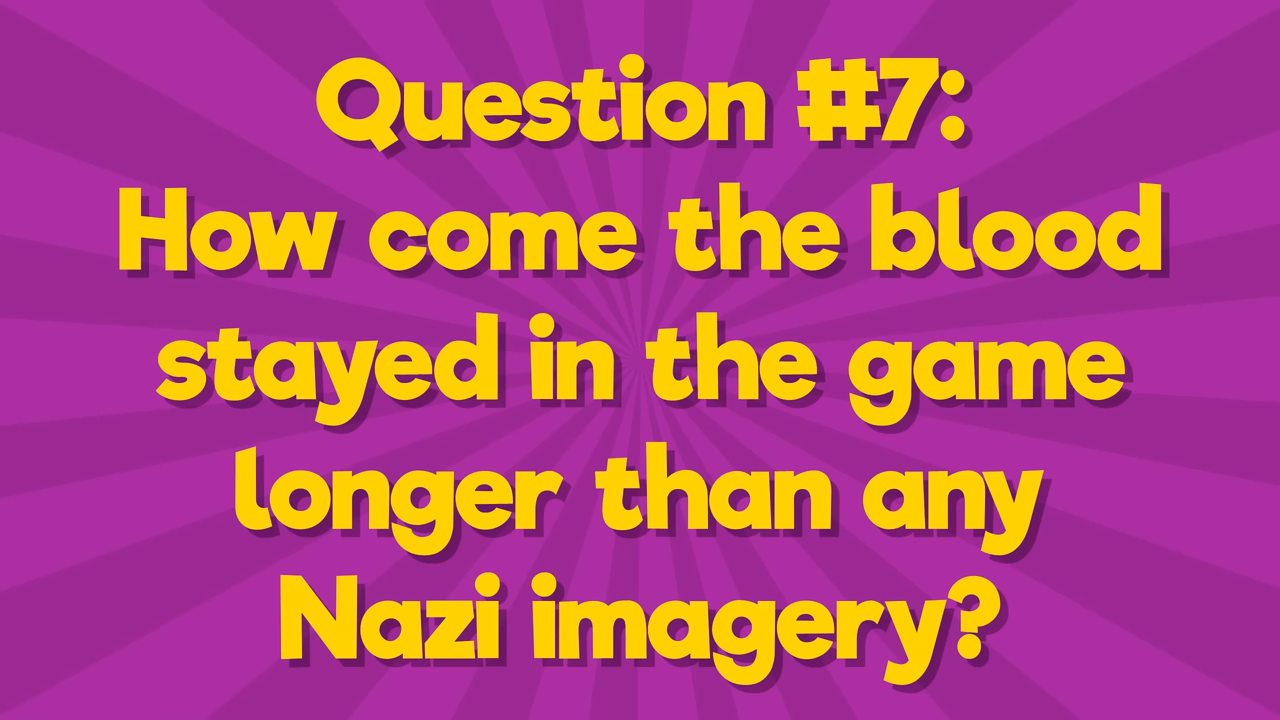 Question #7:
How come the blood
stayed in the game
longer than any
Nazi imagery?